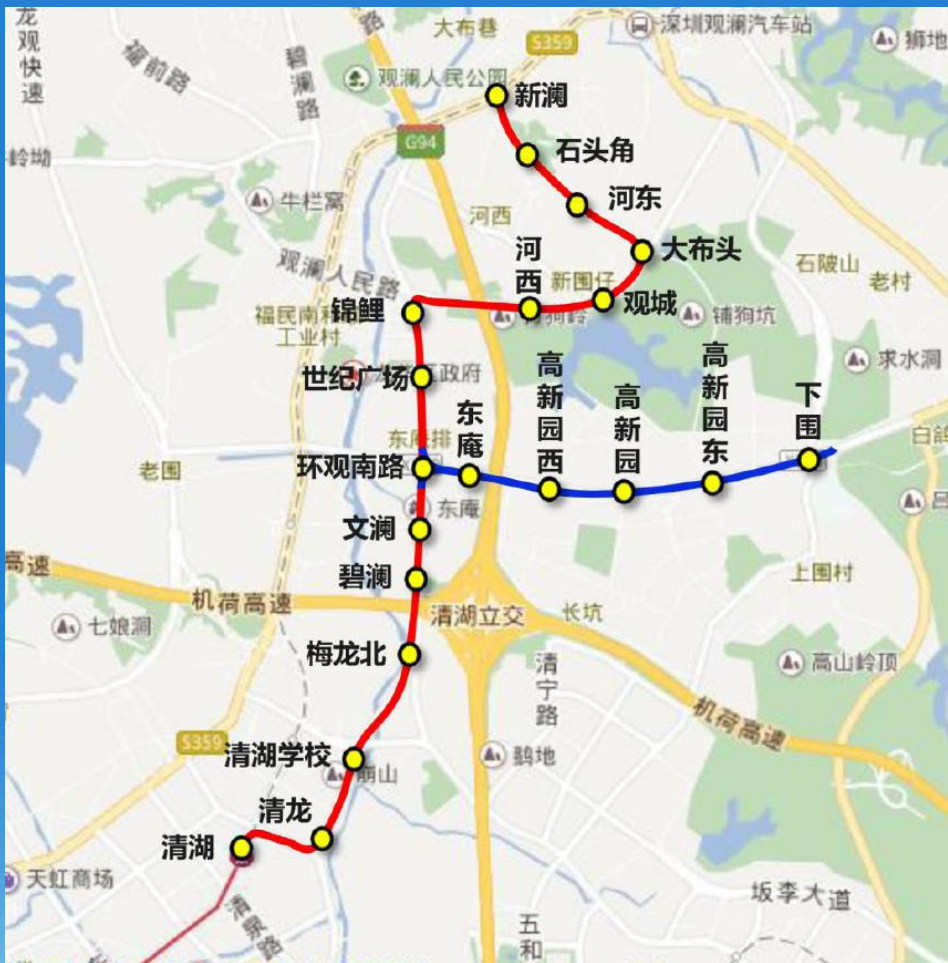 龙观快速
福前路
碧澜路
路
大布巷
S359
深圳观澜汽车站
狮地
观澜人民公园
新澜
G94
石头角
岭坳
牛栏窝
河东
河西
观澜人民路
河西
新围仔
大布头
石陂山
老村
锦鲤
观城
铺狗坑
福民南
工业村
求水洞
世纪广场
区政府
东庵
高新园西
高新园
高新园东
下围
东庵排
白鸽
老围
环观南路
东庵
文澜
碧澜
高速
机荷高速
清湖立交
长坑
上围村
七娘洞
梅龙北
清宁路
高山岭顶
机荷高速
S359
清湖学校
崩山
鹊地
清龙
清湖
天虹商场
清泉路
坂李大道
五和